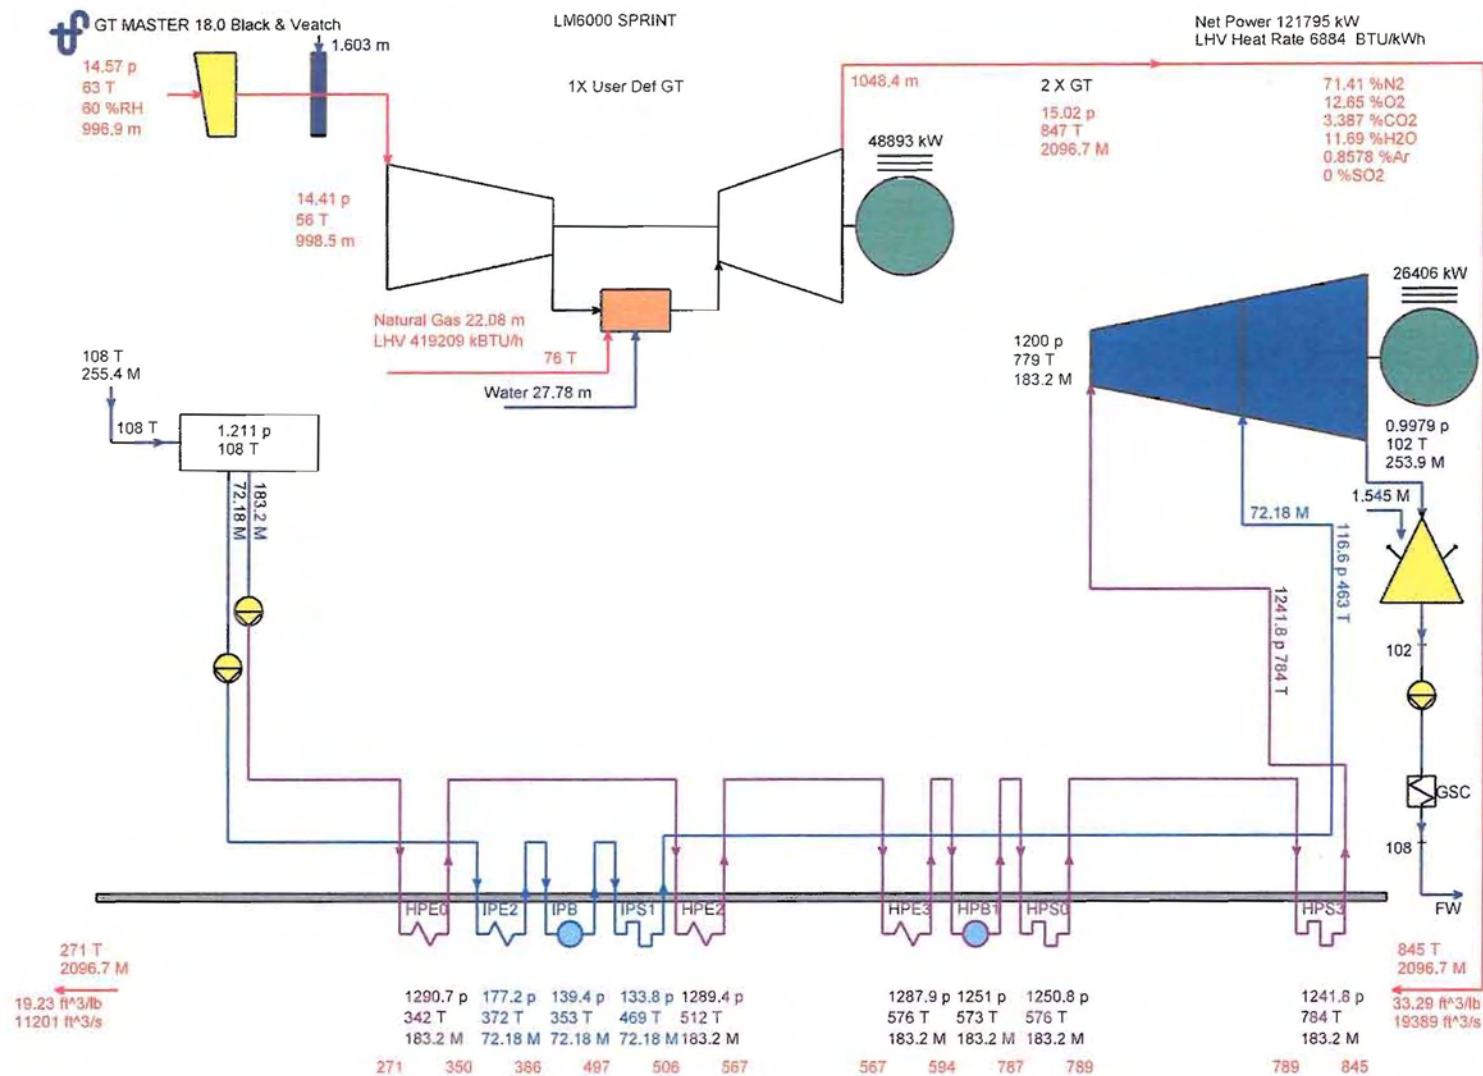 GT MASTER 18.0 Black & Veatch
LM6000 SPRINT
Net Power 121795 kW
LHV Heat Rate 6884 BTU/kWh
1.603 m
14.57 p
63 T
60 %RH
996.9 m
1X User Def GT
1048.4 m
2 X GT
15.02 p
847 T
2096.7 M
71.41 %N2
12.65 %O2
3.387 %CO2
11.69 %H2O
0.8578 %Ar
0 %SO2
48893 kW
14.41 p
56 T
998.5 m
26406 kW
Natural Gas 22.08 m
LHV 419209 kBTU/h
76 T
Water 27.78 m
1200 p
779 T
183.2 M
108 T
255.4 M
108 T
1.211 p
108 T
0.9979 p
102 T
253.9 M
72.18 M
183.2 M
72.18 M
1.545 M
116.6 p 463 T
1241.8 p 784 T
102
GSC
108
FW
HPE0
IPE2
IPB
IPS1
HPE2
HPE3
HPB1
HPS0
HPS3
271 T
2096.7 M
19.23 ft^3/lb
11201 ft^3/s
845 T
2096.7 M
33.29 ft^3/lb
19389 ft^3/s
1290.7 p 177.2 p 139.4 p 133.8 p 1289.4 p 1287.9 p 1251 p 1250.8 p 1241.8 p
342 T 372 T 353 T 469 T 512 T 576 T 573 T 576 T 784 T
183.2 M 72.18 M 72.18 M 72.18 M 183.2 M 183.2 M 183.2 M 183.2 M 183.2 M
271 350 386 497 506 567 567 594 787 789 789 845